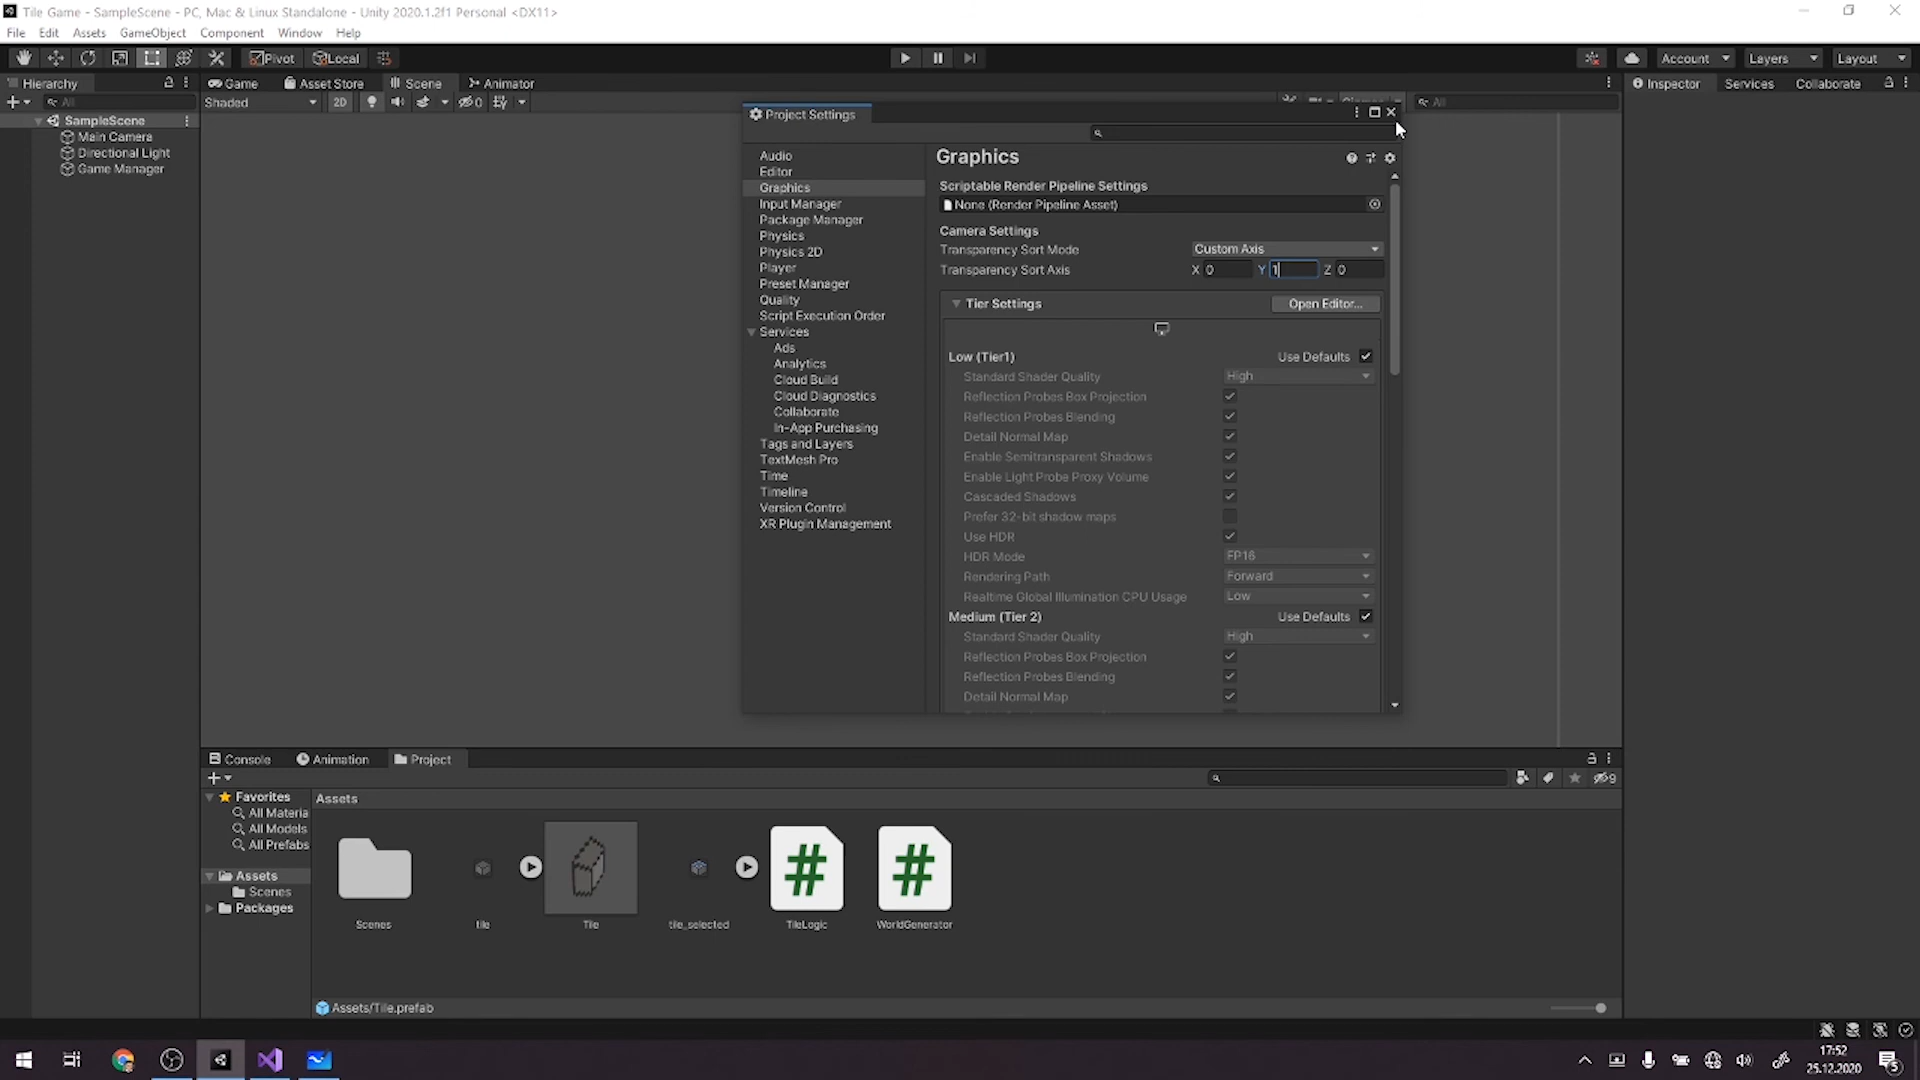 Tile Game - SampleScene - PC, Mac & Linux Standalone - Unity 2020.1.2f1 Personal <DX11>
File Edit Assets GameObject Component Window Help
Pivot Local Account Layers Layout
Hierarchy
All
SampleScene
Main Camera
Directional Light
Game Manager
Game Asset Store Scene Animator
Shaded 2D 0 All
Inspector Services Collaborate
Project Settings
Audio
Editor
Graphics
Input Manager
Package Manager
Physics
Physics 2D
Player
Preset Manager
Quality
Script Execution Order
Services
Ads
Analytics
Cloud Build
Cloud Diagnostics
Collaborate
In-App Purchasing
Tags and Layers
TextMesh Pro
Time
Timeline
Version Control
XR Plugin Management
Graphics
Scriptable Render Pipeline Settings
None (Render Pipeline Asset)
Camera Settings
Transparency Sort Mode Custom Axis
Transparency Sort Axis X 0 Y 1 Z 0
Tier Settings Open Editor...
Low (Tier1) Use Defaults
Standard Shader Quality High
Reflection Probes Box Projection
Reflection Probes Blending
Detail Normal Map
Enable Semitransparent Shadows
Enable Light Probe Proxy Volume
Cascaded Shadows
Prefer 32-bit shadow maps
Use HDR
HDR Mode FP16
Rendering Path Forward
Realtime Global Illumination CPU Usage Low
Medium (Tier 2) Use Defaults
Standard Shader Quality High
Reflection Probes Box Projection
Reflection Probes Blending
Detail Normal Map
Console Animation Project
9
Favorites
All Materia
All Models
All Prefabs
Assets
Scenes
Packages
Assets
Scenes tile Tile tile_selected TileLogic WorldGenerator
Assets/Tile.prefab
17:52
25.12.2020
5